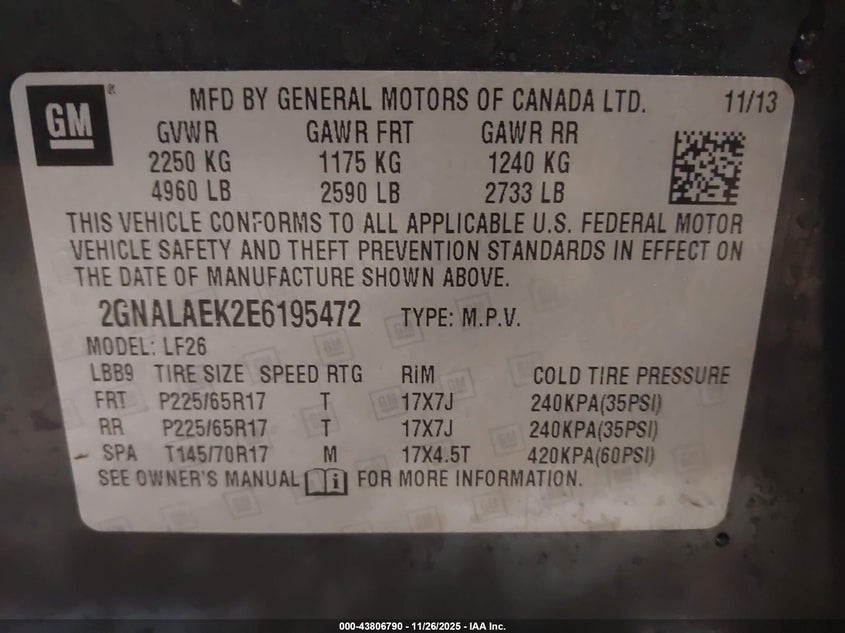 GM ®
MFD BY GENERAL MOTORS OF CANADA LTD. 11/13
GVWR GAWR FRT GAWR RR
2250 KG 1175 KG 1240 KG
4960 LB 2590 LB 2733 LB
THIS VEHICLE CONFORMS TO ALL APPLICABLE U.S. FEDERAL MOTOR
VEHICLE SAFETY AND THEFT PREVENTION STANDARDS IN EFFECT ON
THE DATE OF MANUFACTURE SHOWN ABOVE.
2GNALAEK2E6195472 TYPE: M.P.V.
MODEL: LF26
LBB9 TIRE SIZE SPEED RTG RiM COLD TIRE PRESSURE
FRT P225/65R17 T 17X7J 240KPA(35PSI)
RR P225/65R17 T 17X7J 240KPA(35PSI)
SPA T145/70R17 M 17X4.5T 420KPA(60PSI)
SEE OWNER'S MANUAL i FOR MORE INFORMATION.
000-43806790 - 11/26/2025 - IAA Inc.